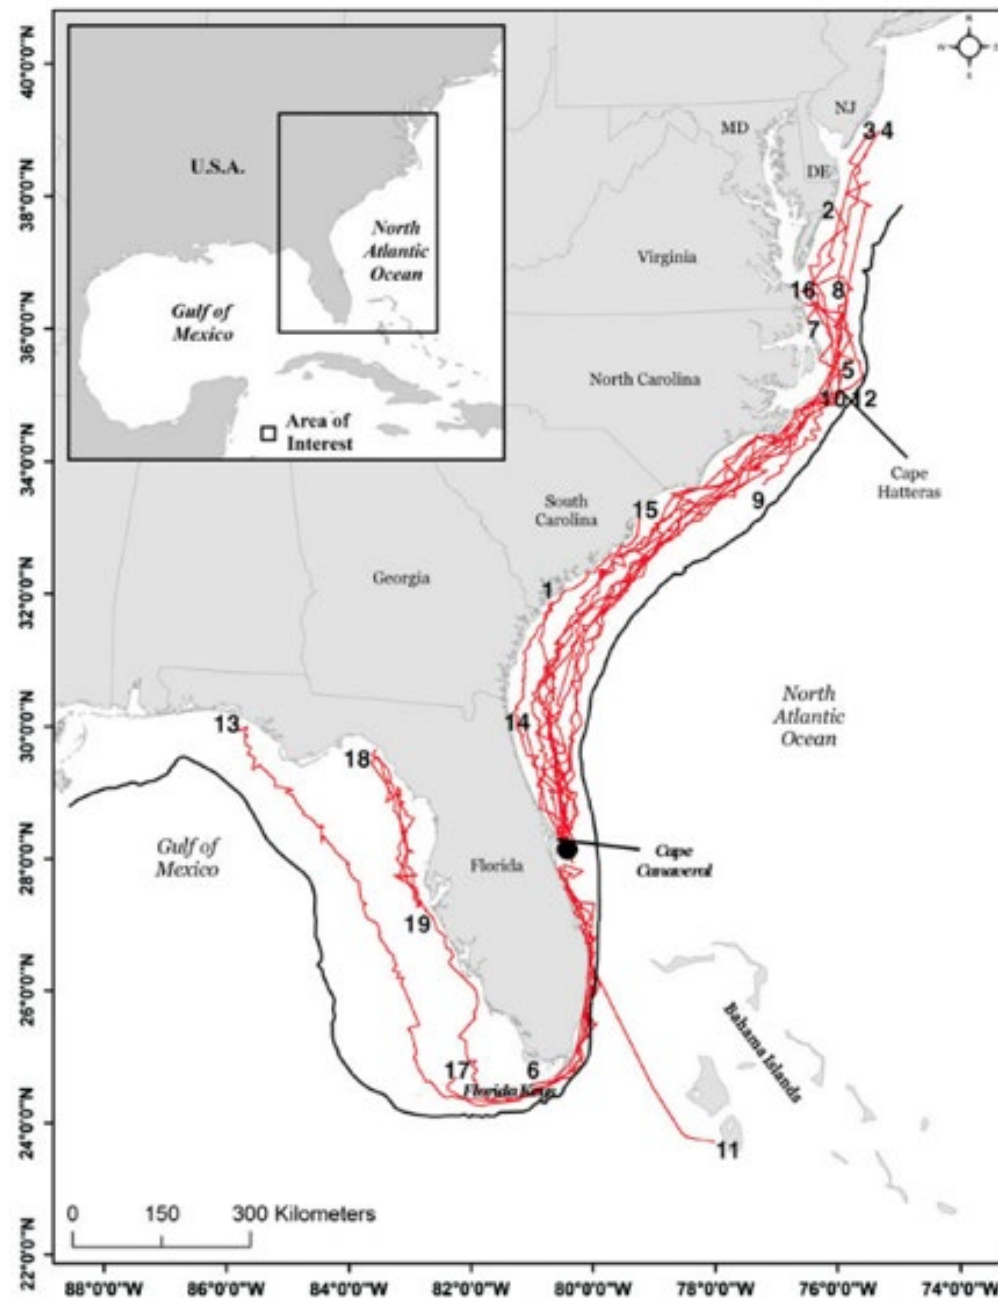 40°0'0"N
38°0'0"N
36°0'0"N
34°0'0"N
32°0'0"N
30°0'0"N
28°0'0"N
26°0'0"N
24°0'0"N
22°0'0"N
U.S.A.
North
Atlantic
Ocean
Gulf of
Mexico
Area of
Interest
N
W
S
NJ
MD
DE
3 4
2
Virginia
16
8
7
5
North Carolina
10
12
Cape
Hatteras
9
15
South
Carolina
Georgia
1
North
Atlantic
Ocean
14
13
18
Gulf of
Mexico
Florida
Cape
Canaveral
19
Bahama Islands
17
6
Florida Keys
11
0 150 300 Kilometers
88°0'0"W 86°0'0"W 84°0'0"W 82°0'0"W 80°0'0"W 78°0'0"W 76°0'0"W 74°0'0"W